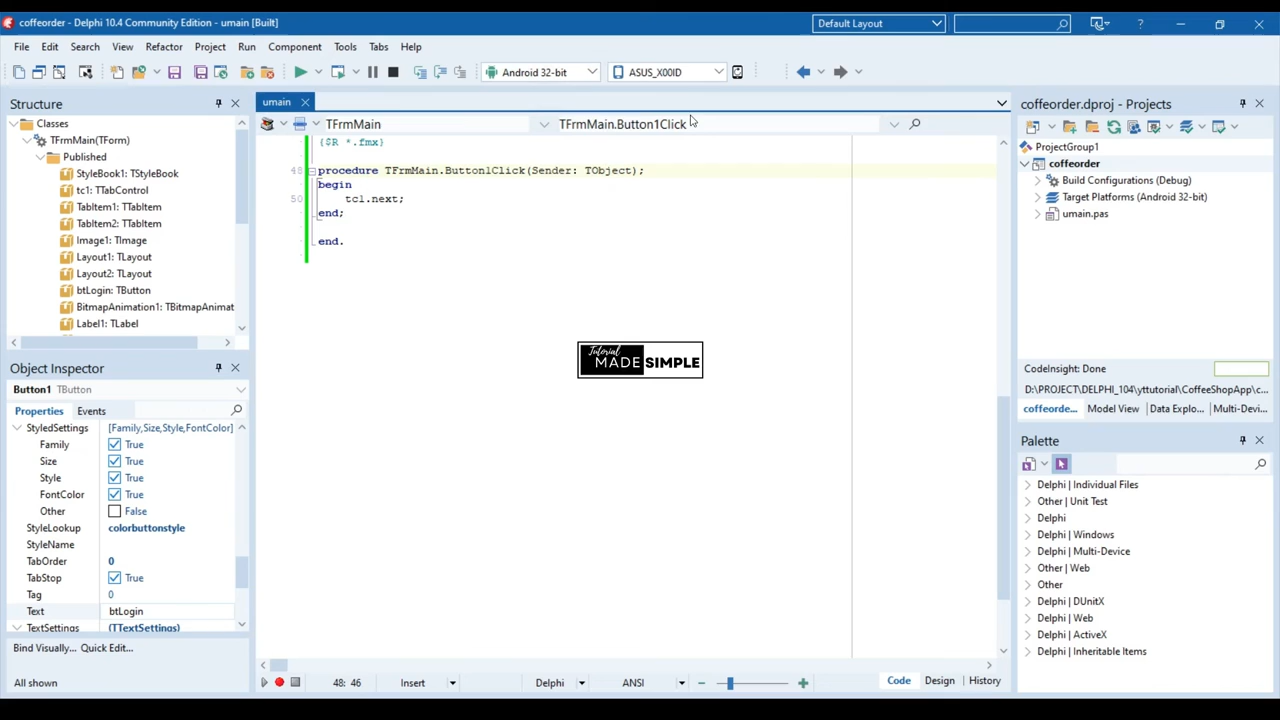 coffeorder - Delphi 10.4 Community Edition - umain [Built]
Default Layout
?
File Edit Search View Refactor Project Run Component Tools Tabs Help
Android 32-bit
ASUS_X00ID
Structure
Classes
TFrmMain(TForm)
Published
StyleBook1: TStyleBook
tc1: TTabControl
TabItem1: TTabItem
TabItem2: TTabItem
Image1: TImage
Layout1: TLayout
Layout2: TLayout
btLogin: TButton
BitmapAnimation1: TBitmapAnimat
Label1: TLabel
Object Inspector
Button1 TButton
Properties Events
StyledSettings [Family,Size,Style,FontColor]
Family True
Size True
Style True
FontColor True
Other False
StyleLookup colorbuttonstyle
StyleName
TabOrder 0
TabStop True
Tag 0
Text btLogin
TextSettings (TTextSettings)
Bind Visually... Quick Edit...
All shown
umain
TFrmMain
TFrmMain.Button1Click
{$R *.fmx}
48 procedure TFrmMain.Button1Click(Sender: TObject);
begin
50 tc1.next;
end;
end.
Tutorial
MADE SIMPLE
48: 46
Insert
Delphi
ANSI
Code Design History
coffeorder.dproj - Projects
ProjectGroup1
coffeorder
Build Configurations (Debug)
Target Platforms (Android 32-bit)
umain.pas
CodeInsight: Done
D:\PROJECT\DELPHI_104\yttutorial\CoffeeShopApp\c...
coffeorde... Model View Data Explo... Multi-Devi...
Palette
Delphi | Individual Files
Other | Unit Test
Delphi
Delphi | Windows
Delphi | Multi-Device
Other | Web
Other
Delphi | DUnitX
Delphi | Web
Delphi | ActiveX
Delphi | Inheritable Items